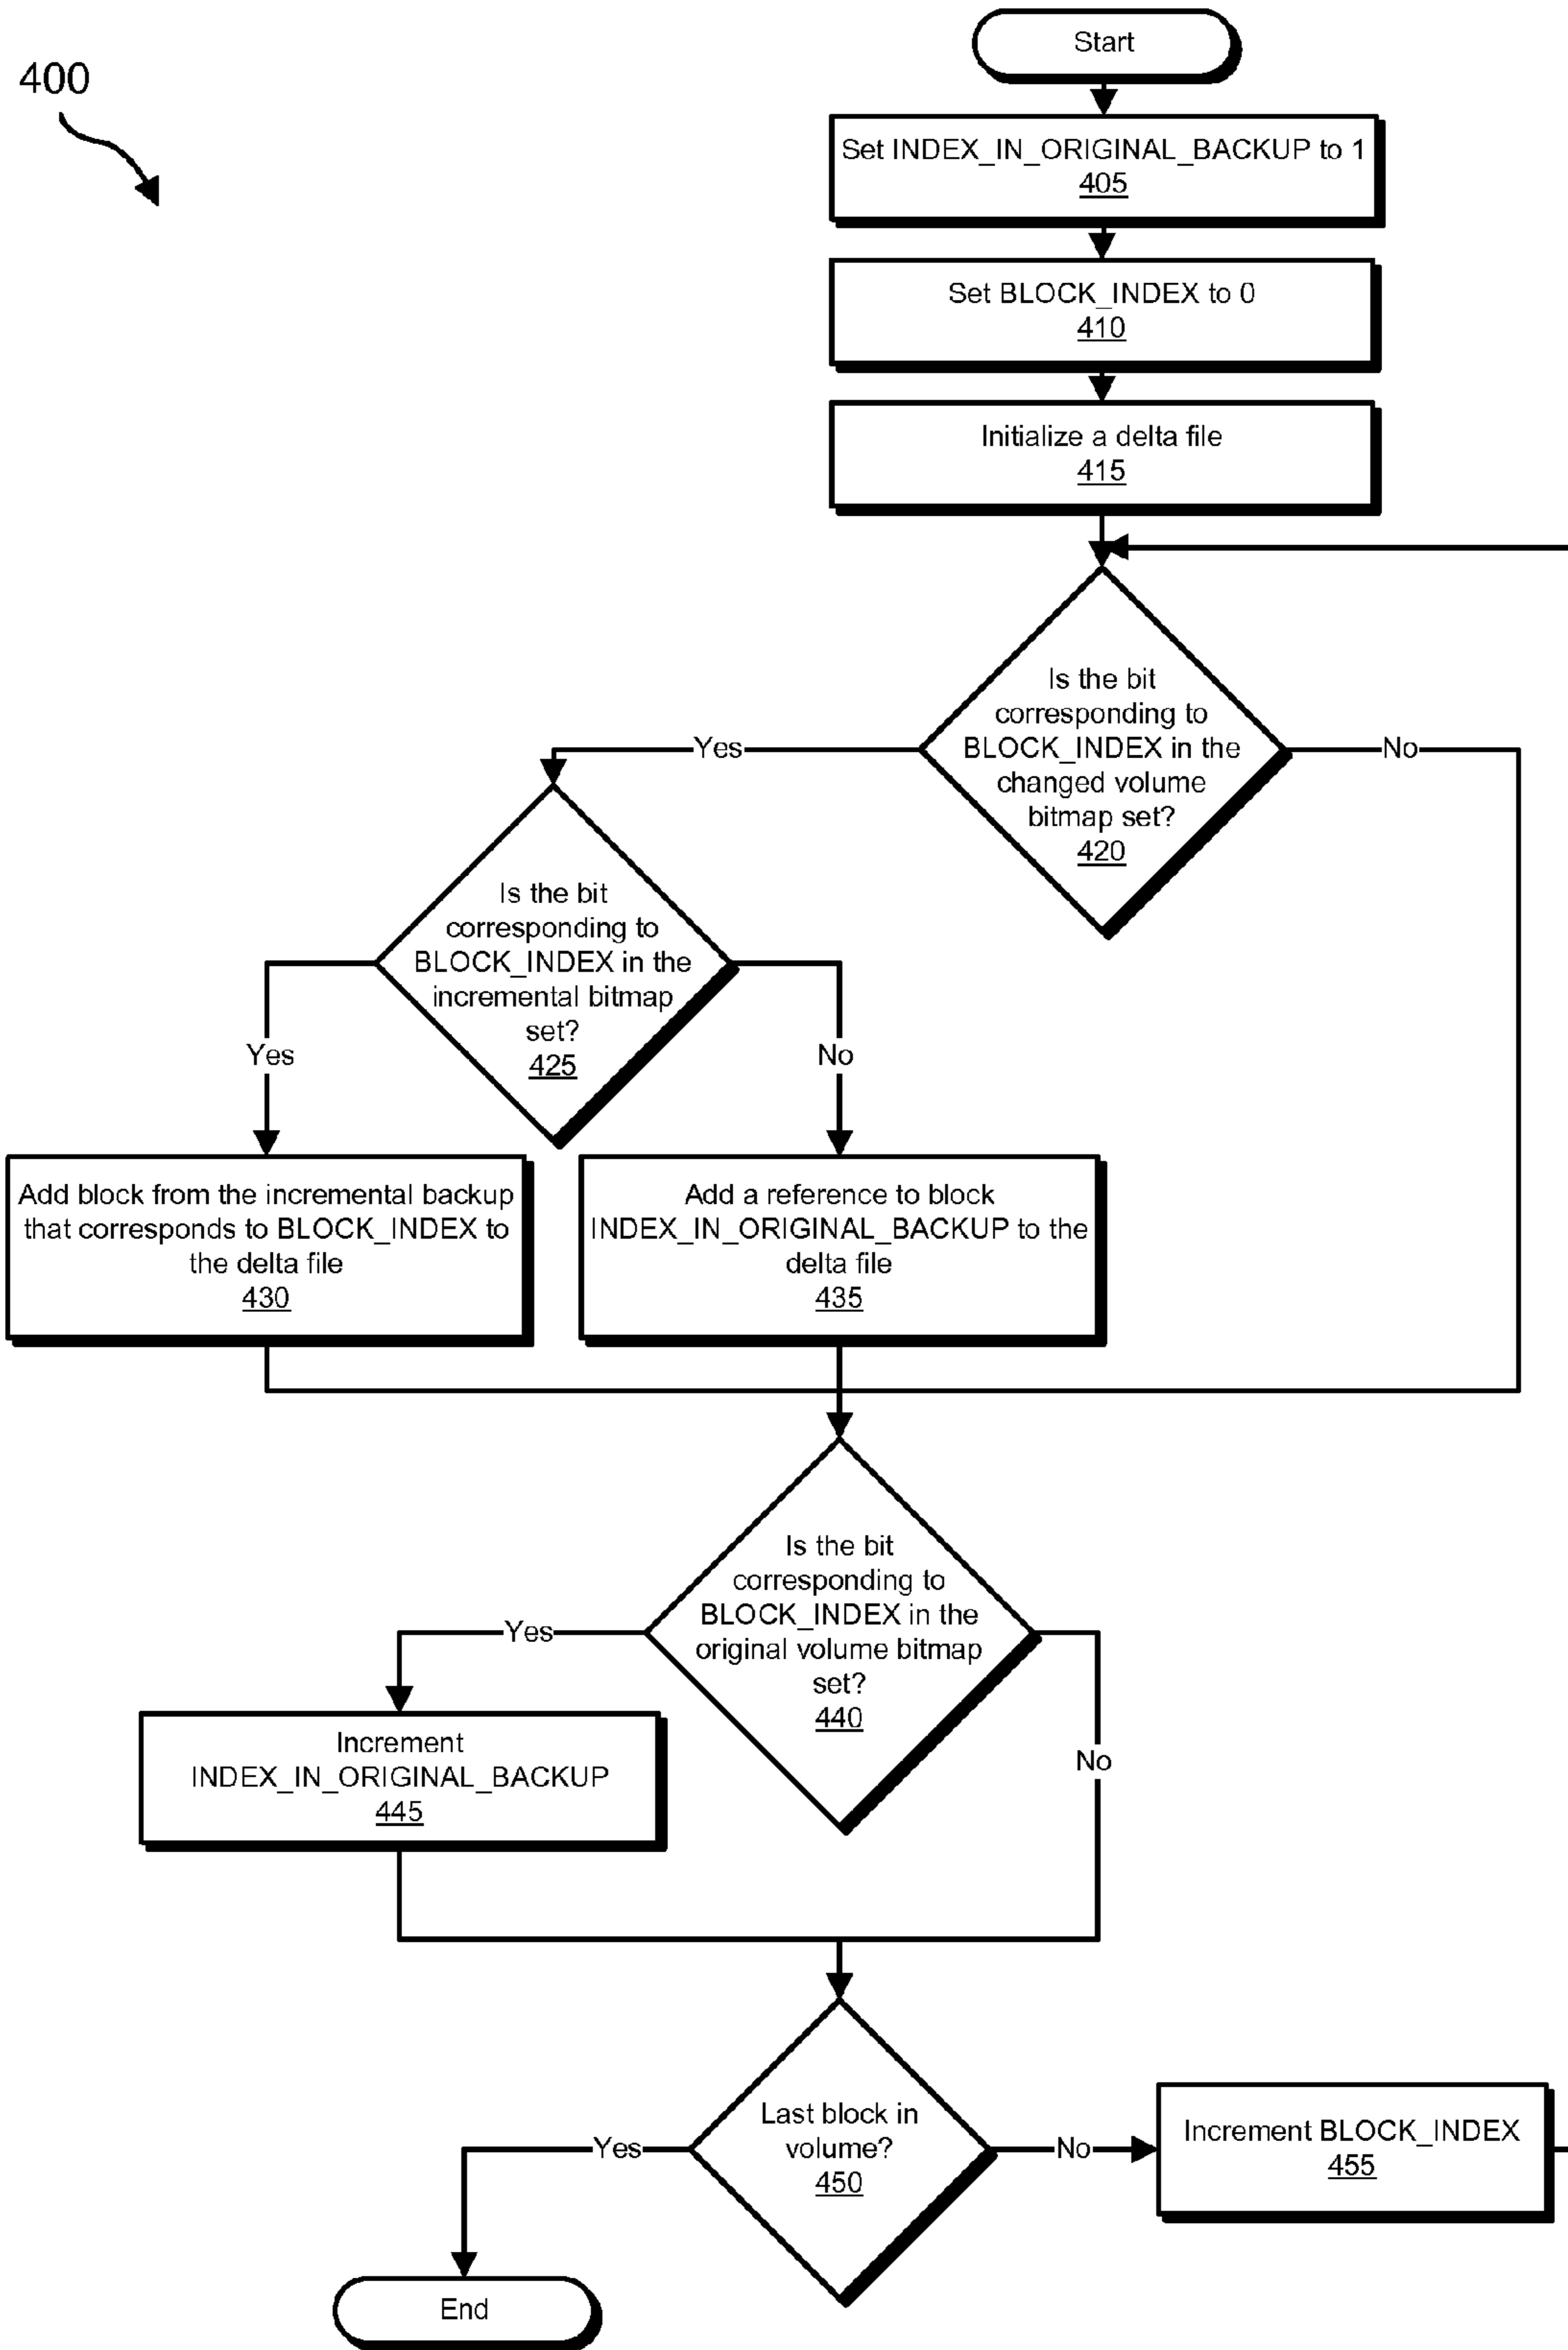 400
Start
Set INDEX_IN_ORIGINAL_BACKUP to 1
405
Set BLOCK_INDEX to 0
410
Initialize a delta file
415
Is the bit
corresponding to
BLOCK_INDEX in the
changed volume
bitmap set?
420
Yes
No
Is the bit
corresponding to
BLOCK_INDEX in the
incremental bitmap
set?
425
Yes
No
Add block from the incremental backup
that corresponds to BLOCK_INDEX to
the delta file
430
Add a reference to block
INDEX_IN_ORIGINAL_BACKUP to the
delta file
435
Is the bit
corresponding to
BLOCK_INDEX in the
original volume bitmap
set?
440
Yes
No
Increment
INDEX_IN_ORIGINAL_BACKUP
445
Last block in
volume?
450
Yes
No
Increment BLOCK_INDEX
455
End